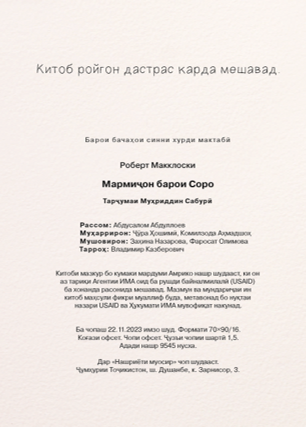 Китоб ройгон дастрас карда мешавад.
Барои бачаҳои синни хурди мактабӣ
Роберт Макклоски
Мармиҷон барои Соро
Тарҷумаи Муҳриддин Сабурӣ
Рассом: Абдусалом Абдуллоев
Муҳаррирон: Ҷӯра Ҳошимӣ, Комилзода Аҳмадшоҳ
Мушовирон: Заҳина Назарова, Фаросат Олимова
Тарроҳ: Владимир Казберович
Китоби мазкур бо кумаки мардуми Амрико нашр шудааст, ки он
аз тариқи Агентии ИМА оид ба рушди байналмилалӣ (USAID)
ба хонанда расонида мешавад. Мазмун ва мундариҷаи ин
китоб маҳсули фикри муаллиф буда, метавонад бо нуқтаи
назари USAID ва Ҳукумати ИМА мувофиқат накунад.
Ба чопаш 22.11.2023 имзо шуд. Формати 70×90/16.
Коғази офсет. Чопи офсет. Ҷузъи чопии шартӣ 1,5.
Адади нашр 9545 нусха.
Дар «Нашриёти муосир» чоп шудааст.
Ҷумҳурии Тоҷикистон, ш. Душанбе, к. Зарнисор, 3.